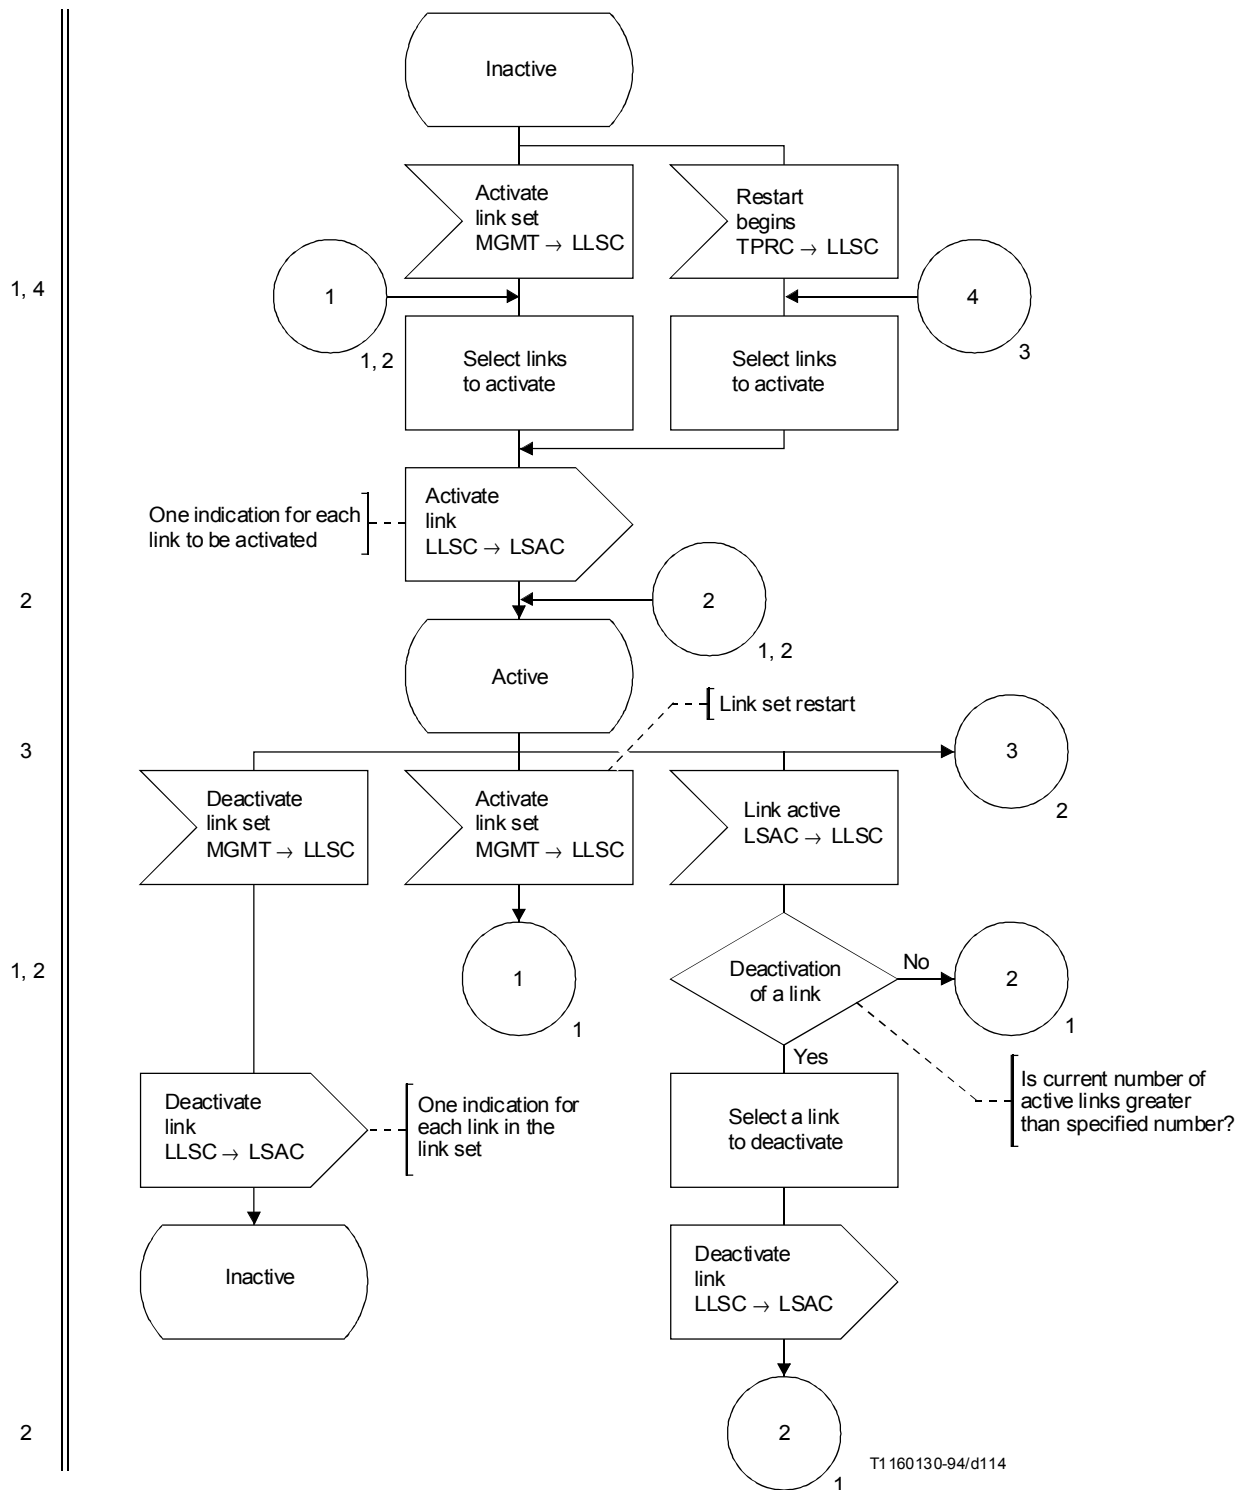 Inactive
Activate
link set
MGMT → LLSC
Restart
begins
TPRC → LLSC
1, 4
1
1, 2
4
3
Select links
to activate
Select links
to activate
One indication for each
link to be activated
Activate
link
LLSC → LSAC
2
2
1, 2
Active
Link set restart
3
3
2
Deactivate
link set
MGMT → LLSC
Activate
link set
MGMT → LLSC
Link active
LSAC → LLSC
1, 2
1
1
Deactivation
of a link
No
2
1
Yes
Is current number of
active links greater
than specified number?
Deactivate
link
LLSC → LSAC
One indication for
each link in the
link set
Select a link
to deactivate
Inactive
Deactivate
link
LLSC → LSAC
2
2
1
T1160130-94/d114